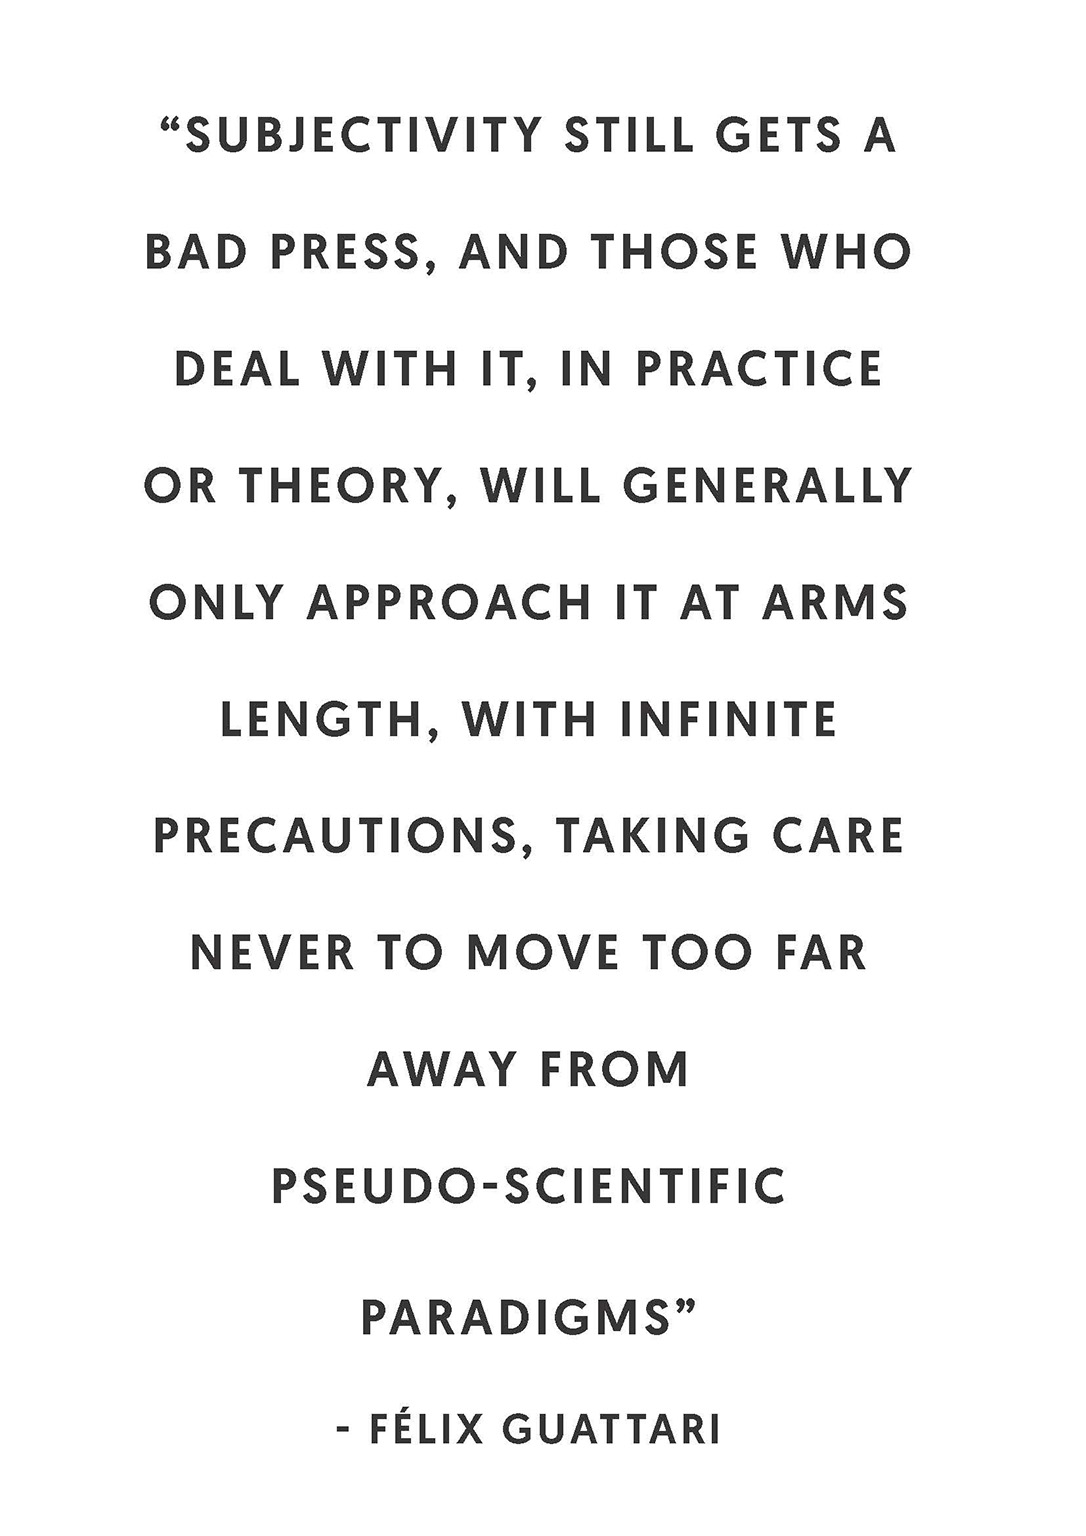 “SUBJECTIVITY STILL GETS A
BAD PRESS, AND THOSE WHO
DEAL WITH IT, IN PRACTICE
OR THEORY, WILL GENERALLY
ONLY APPROACH IT AT ARMS
LENGTH, WITH INFINITE
PRECAUTIONS, TAKING CARE
NEVER TO MOVE TOO FAR
AWAY FROM
PSEUDO-SCIENTIFIC
PARADIGMS”
- FÉLIX GUATTARI